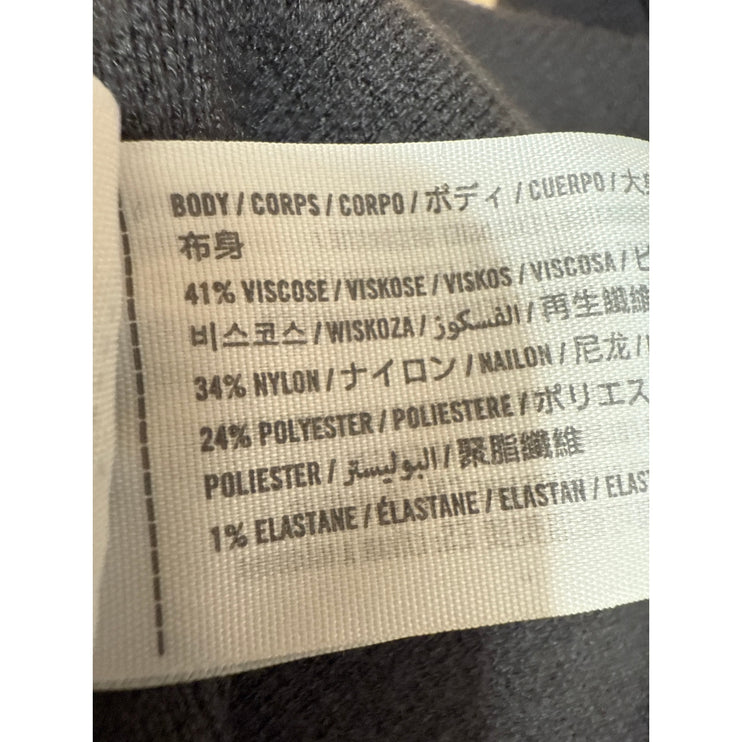 BODY / CORPS / CORPO / ボディ / CUERPO / 大
布身
41% VISCOSE / VISKOSE / VISKOS / VISCOSA / ビ
비스코스 / WISKOZA / الفسكوز / 再生纖維
34% NYLON / ナイロン / NAILON / 尼龙 /
24% POLYESTER / POLIESTERE / ポリエス
POLIESTER / البوليستر / 聚脂纖維
1% ELASTANE / ÉLASTANE / ELASTAN / ELAS